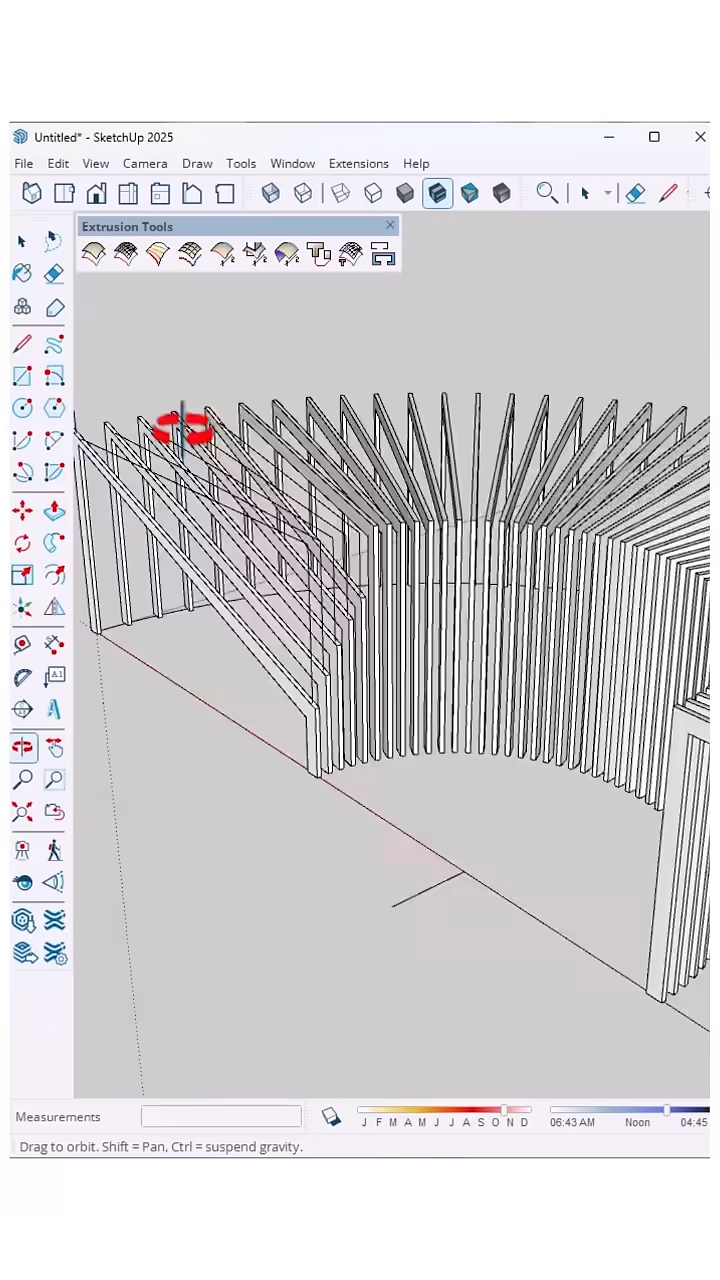 Untitled* - SketchUp 2025
File Edit View Camera Draw Tools Window Extensions Help
Extrusion Tools
A1
Measurements
J F M A M J J A S O N D
06:43 AM Noon 04:45
Drag to orbit. Shift = Pan, Ctrl = suspend gravity.